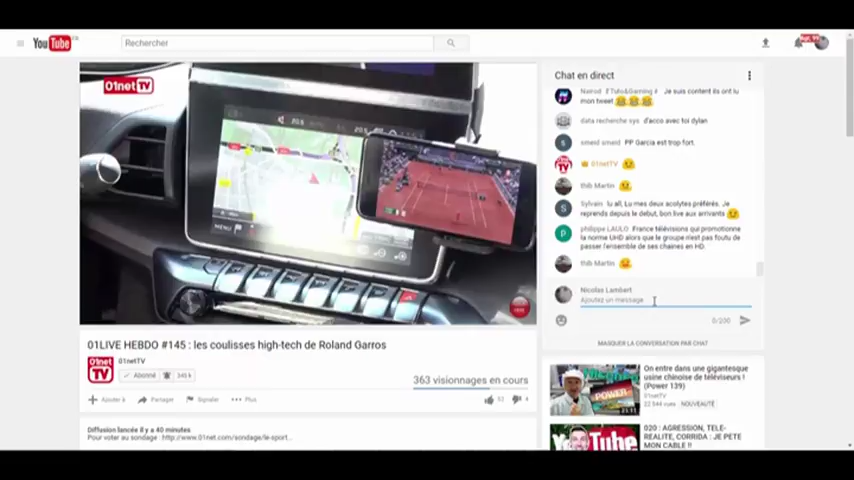 YouTube
Rechercher
01net TV
Chat en direct
Je suis content ils ont lu
mon tweet
data recherche sys d'acco avec toi dylan
smeid smeid PP Garcia est trop fort.
01netTV
thib Martin
Sylvain lu all, Lu mes deux acolytes préférés. Je
reprends depuis le debut, bon live aux arrivants
philippe LAULO France télévisions qui promotionne
la norme UHD alors que le groupe n'est pas foutu de
passer l'ensemble de ses chaines en HD.
thib Martin
Nicolas Lambert
Ajoutez un message
0/200
MASQUER LA CONVERSATION PAR CHAT
MENU
01LIVE HEBDO #145 : les coulisses high-tech de Roland Garros
01net
TV
01netTV
Abonné
363 visionnages en cours
Ajouter à
Partager
Signaler
Plus
Diffusion lancée il y a 40 minutes
Pour voter au sondage : http://www.01net.com/sondage/le-sport...
On entre dans une gigantesque
usine chinoise de téléviseurs !
(Power 139)
01netTV
NOUVEAUTÉ
POWER
020 : AGRESSION, TELE-
REALITE, CORRIDA : JE PETE
MON CABLE !!
YouTube